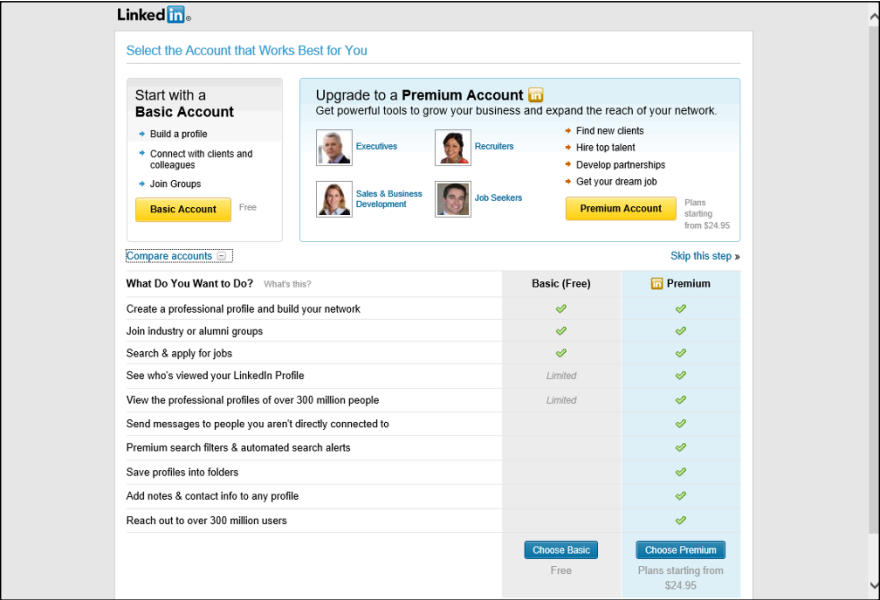 Linked in®
Select the Account that Works Best for You
Start with a
Basic Account
Build a profile
Connect with clients and
colleagues
Join Groups
Basic Account
Free
Upgrade to a Premium Account in
Get powerful tools to grow your business and expand the reach of your network.
Executives
Recruiters
Sales & Business
Development
Job Seekers
Find new clients
Hire top talent
Develop partnerships
Get your dream job
Premium Account
Plans
starting
from $24.95
Compare accounts
Skip this step »
What Do You Want to Do? What's this? Basic (Free) in Premium
Create a professional profile and build your network
Join industry or alumni groups
Search & apply for jobs
See who's viewed your LinkedIn Profile Limited
View the professional profiles of over 300 million people Limited
Send messages to people you aren't directly connected to
Premium search filters & automated search alerts
Save profiles into folders
Add notes & contact info to any profile
Reach out to over 300 million users
Choose Basic Choose Premium
Free Plans starting from
$24.95